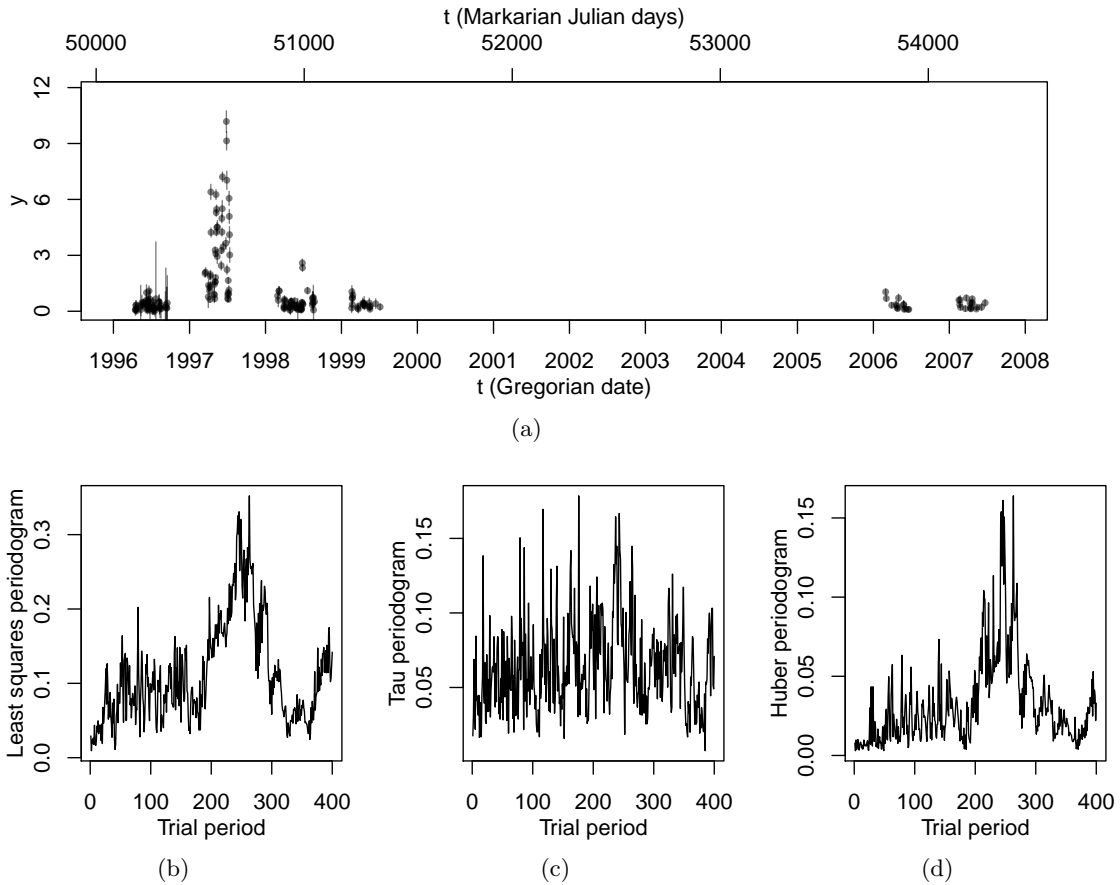 t (Markarian Julian days)
50000 51000 52000 53000 54000
12
9
6
3
0
y
1996 1997 1998 1999 2000 2001 2002 2003 2004 2005 2006 2007 2008
t (Gregorian date)
(a)
Least squares periodogram
0.3
0.2
0.1
0.0
0 100 200 300 400
Trial period
(b)
Tau periodogram
0.15
0.10
0.05
0 100 200 300 400
Trial period
(c)
Huber periodogram
0.15
0.10
0.05
0.00
0 100 200 300 400
Trial period
(d)